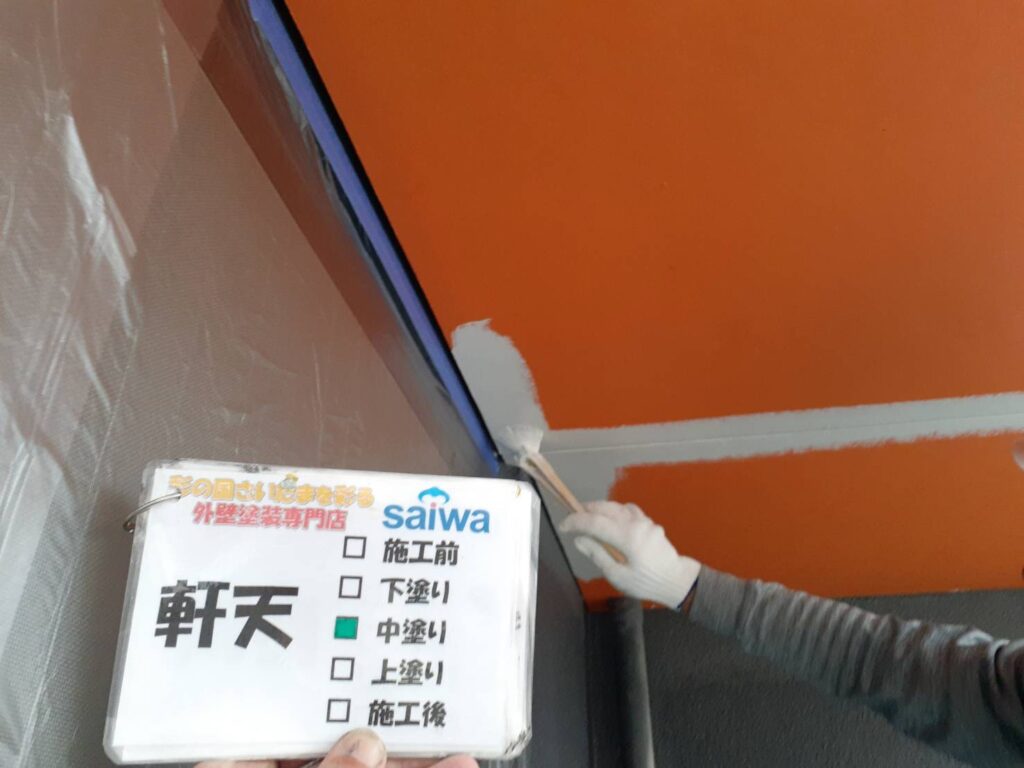 彩の国さいたまを彩る
外壁塗装専門店
saiwa
軒天
施工前
下塗り
中塗り
上塗り
施工後